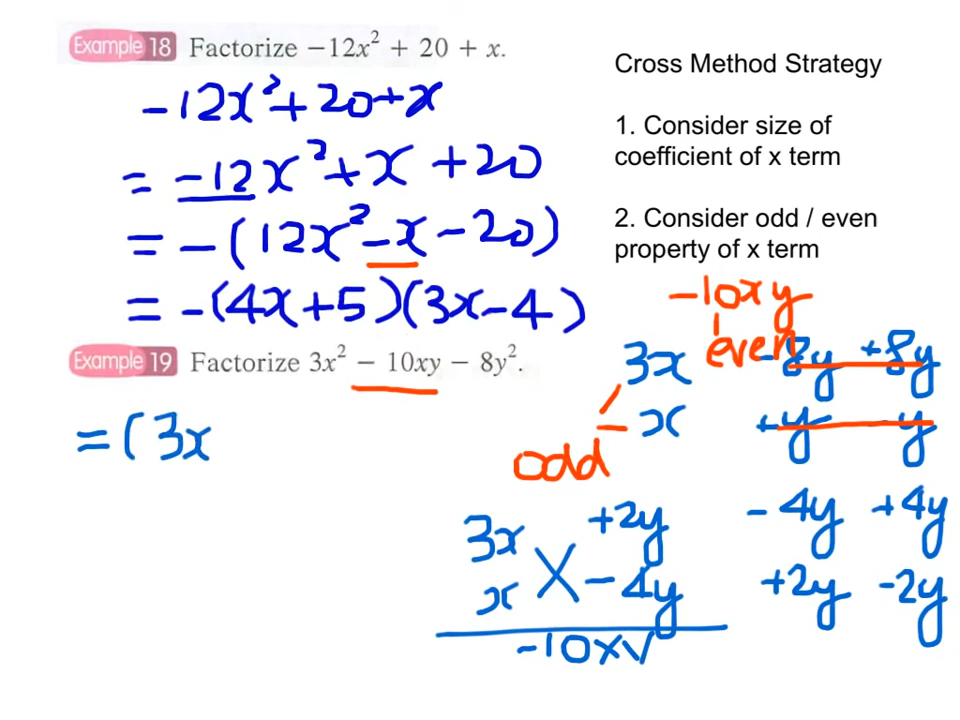 Example 18 Factorize −12x² + 20 + x.
-12x²+20+x
= -12x²+x+20
= -(12x²-x-20)
= -(4x+5)(3x-4)
Cross Method Strategy
1. Consider size of
coefficient of x term
2. Consider odd / even
property of x term
Example 19 Factorize 3x² − 10xy − 8y².
= (3x
-10xy
even
3x -8y +8y
x +y -y
odd
3x +2y -4y +4y
x -4y +2y -2y
-10xy